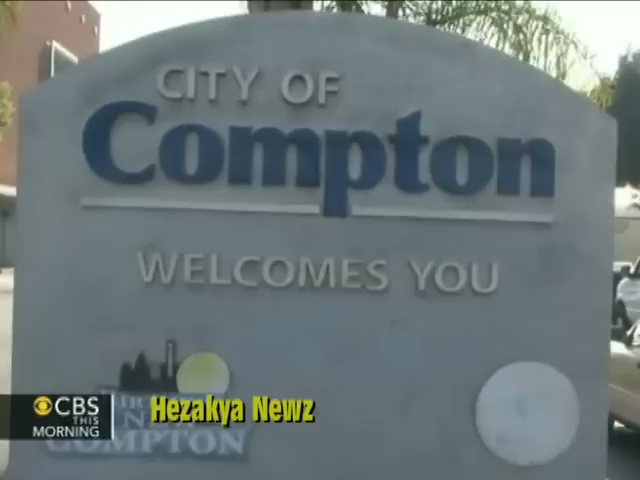 CITY OF
Compton
WELCOMES YOU
CBS
THIS
MORNING
Hezakya Newz
COMPTON